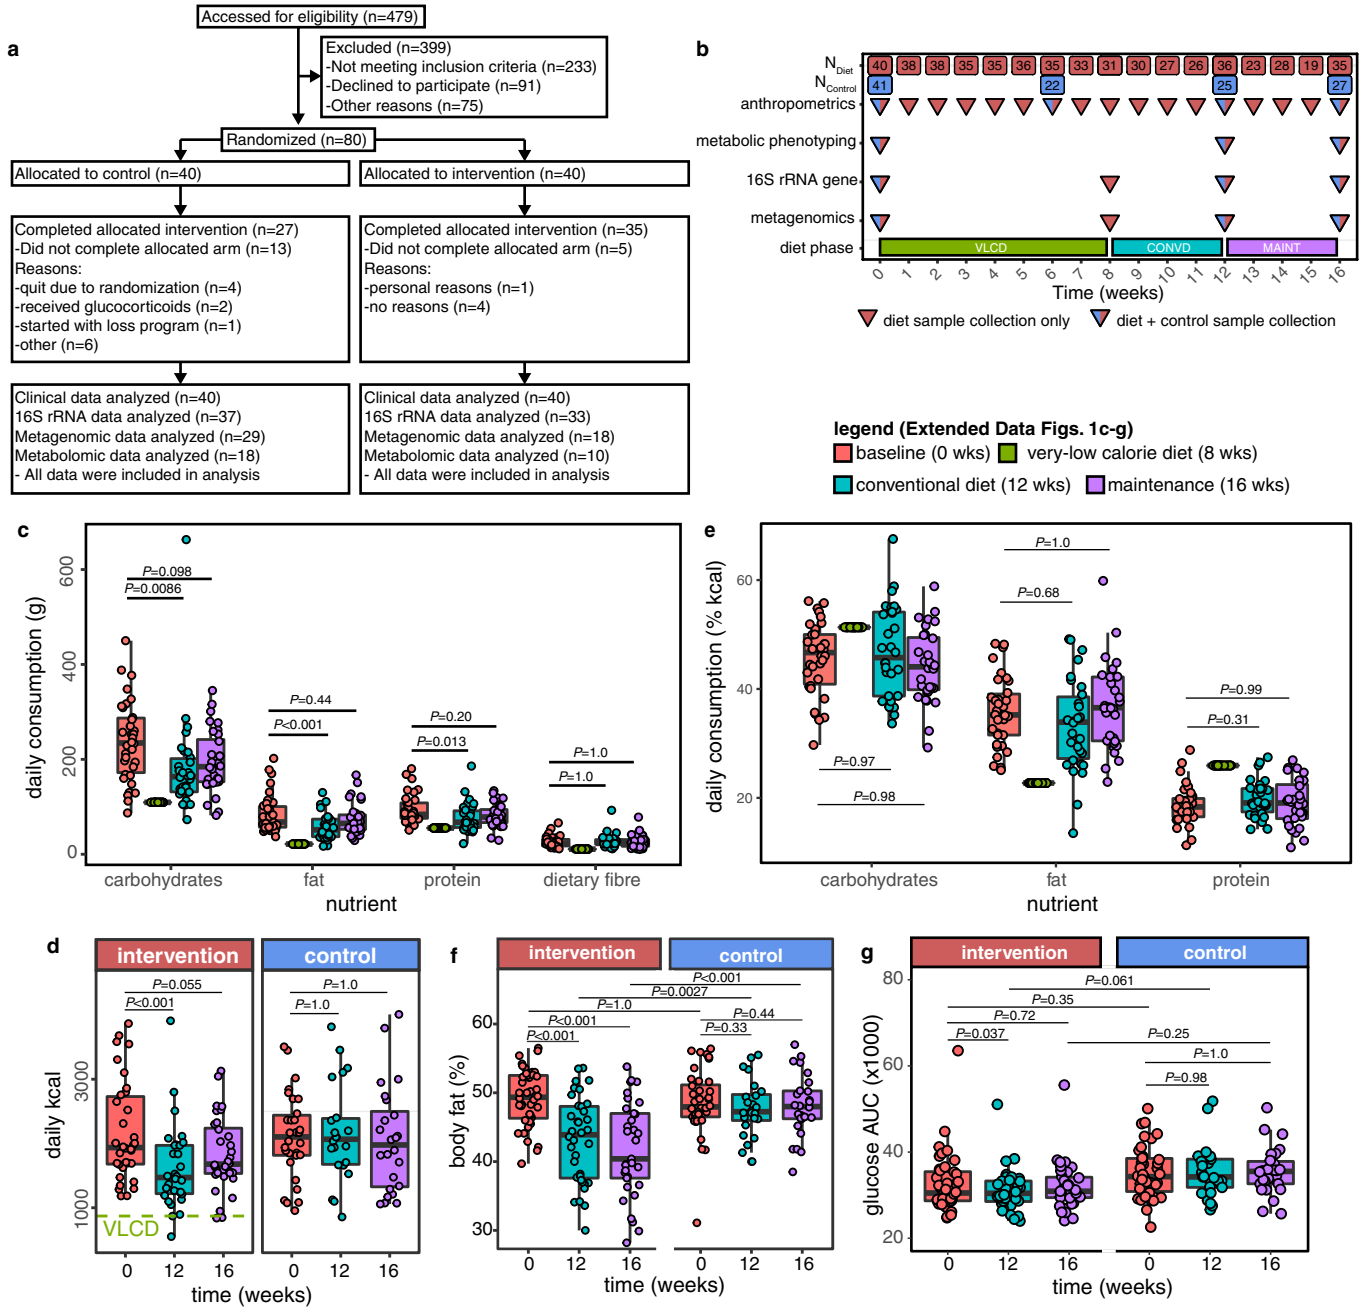 a
Accessed for eligibility (n=479)
Excluded (n=399)
-Not meeting inclusion criteria (n=233)
-Declined to participate (n=91)
-Other reasons (n=75)
Randomized (n=80)
Allocated to control (n=40)
Allocated to intervention (n=40)
Completed allocated intervention (n=27)
-Did not complete allocated arm (n=13)
Reasons:
-quit due to randomization (n=4)
-received glucocorticoids (n=2)
-started with loss program (n=1)
-other (n=6)
Completed allocated intervention (n=35)
-Did not complete allocated arm (n=5)
Reasons:
-personal reasons (n=1)
-no reasons (n=4)
Clinical data analyzed (n=40)
16S rRNA data analyzed (n=37)
Metagenomic data analyzed (n=29)
Metabolomic data analyzed (n=18)
- All data were included in analysis
Clinical data analyzed (n=40)
16S rRNA data analyzed (n=33)
Metagenomic data analyzed (n=18)
Metabolomic data analyzed (n=10)
- All data were included in analysis
b
N Diet 40 38 38 35 35 36 35 33 31 30 27 26 36 23 28 19 35
N Control 41 22 25 27
anthropometrics
metabolic phenotyping
16S rRNA gene
metagenomics
diet phase VLCD CONVD MAINT
0 1 2 3 4 5 6 7 8 9 10 11 12 13 14 15 16
Time (weeks)
diet sample collection only
diet + control sample collection
legend (Extended Data Figs. 1c-g)
baseline (0 wks)
very-low calorie diet (8 wks)
conventional diet (12 wks)
maintenance (16 wks)
c
daily consumption (g)
600
400
200
0
P=0.098
P=0.0086
P=0.44
P<0.001
P=0.20
P=0.013
P=1.0
P=1.0
carbohydrates fat protein dietary fibre
nutrient
e
daily consumption (% kcal)
60
40
20
P=1.0
P=0.68
P=0.99
P=0.31
P=0.97
P=0.98
carbohydrates fat protein
nutrient
d
intervention
control
daily kcal
3000
1000
P=0.055
P<0.001
P=1.0
P=1.0
VLCD
0 12 16 0 12 16
time (weeks)
f
intervention
control
body fat (%)
60
50
40
30
P<0.001
P=0.0027
P=1.0
P<0.001
P<0.001
P=0.44
P=0.33
0 12 16 0 12 16
time (weeks)
g
intervention
control
glucose AUC (x1000)
80
60
40
20
P=0.061
P=0.35
P=0.72
P=0.037
P=0.25
P=1.0
P=0.98
0 12 16 0 12 16
time (weeks)